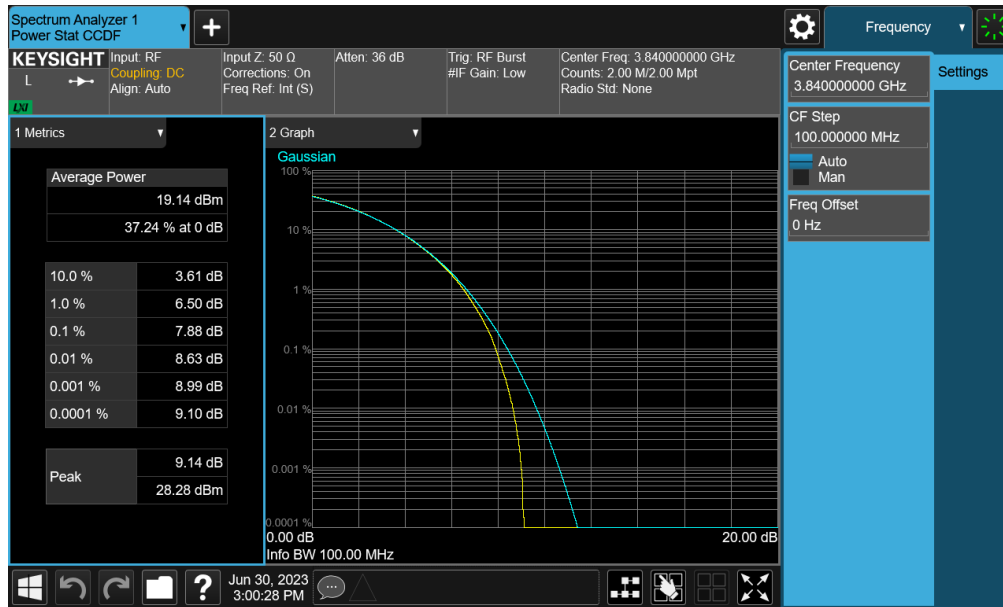 Spectrum Analyzer 1
Power Stat CCDF
+
Frequency
KEYSIGHT
L
LXI
Input: RF
Coupling: DC
Align: Auto
Input Z: 50 Ω
Corrections: On
Freq Ref: Int (S)
Atten: 36 dB
Trig: RF Burst
#IF Gain: Low
Center Freq: 3.840000000 GHz
Counts: 2.00 M/2.00 Mpt
Radio Std: None
Center Frequency
3.840000000 GHz
Settings
CF Step
100.000000 MHz
Auto
Man
Freq Offset
0 Hz
1 Metrics
Average Power
19.14 dBm
37.24 % at 0 dB
10.0 % 3.61 dB
1.0 % 6.50 dB
0.1 % 7.88 dB
0.01 % 8.63 dB
0.001 % 8.99 dB
0.0001 % 9.10 dB
Peak
9.14 dB
28.28 dBm
2 Graph
Gaussian
100 %
10 %
1 %
0.1 %
0.01 %
0.001 %
0.0001 %
0.00 dB 20.00 dB
Info BW 100.00 MHz
?
Jun 30, 2023
3:00:28 PM